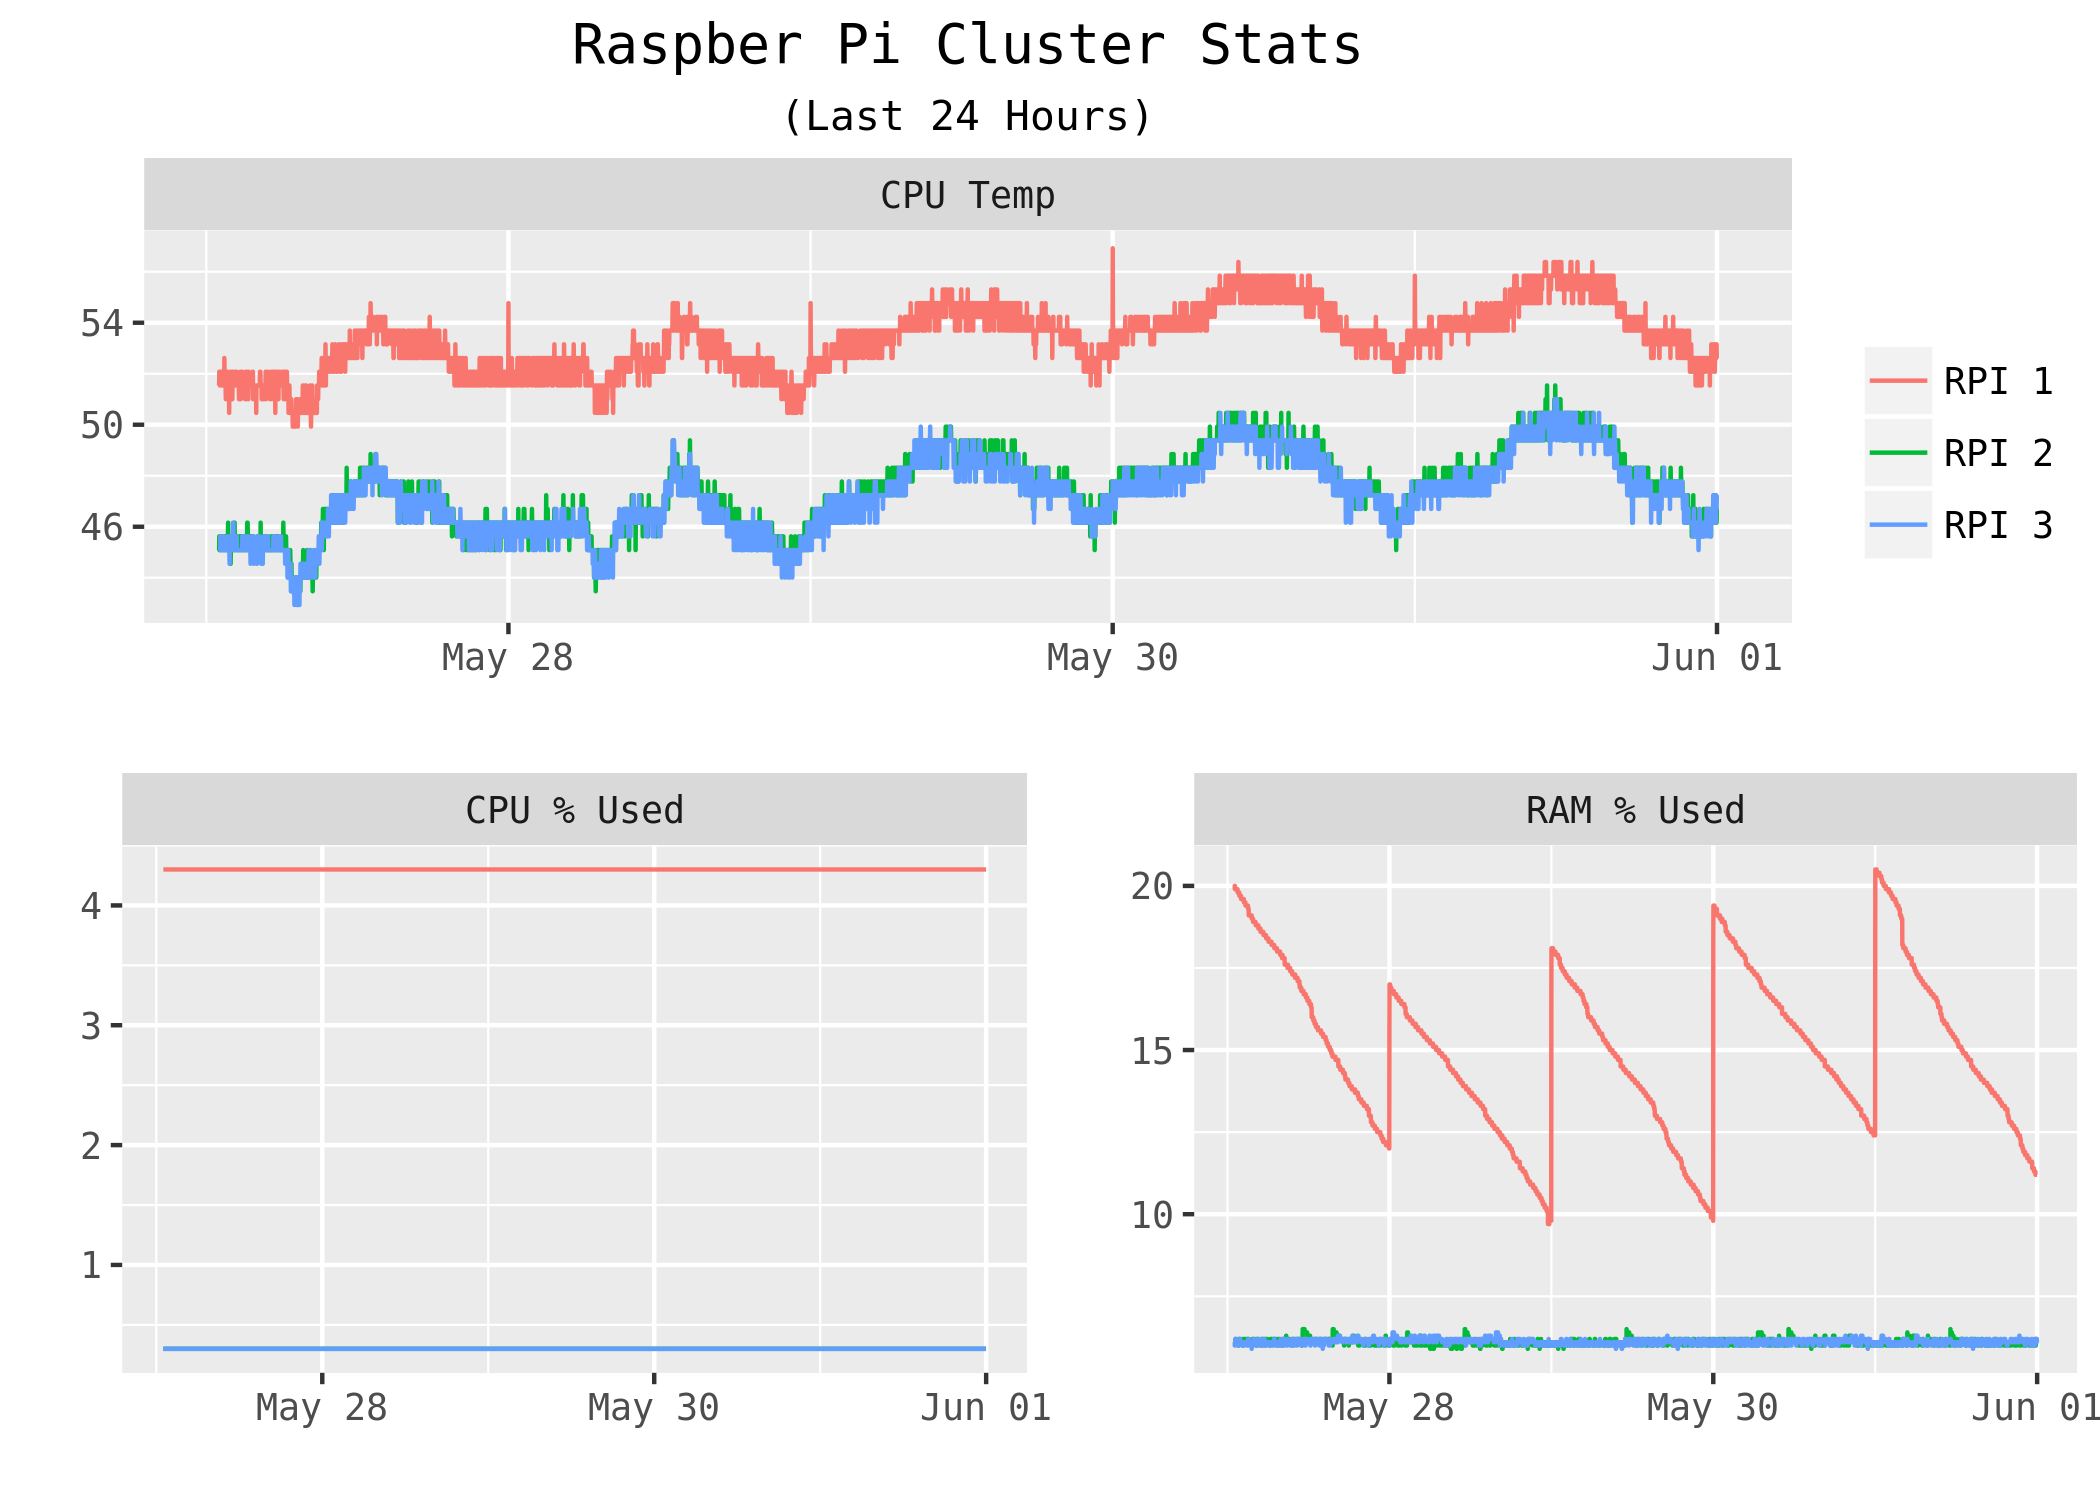 Raspber Pi Cluster Stats
(Last 24 Hours)
CPU Temp
54
50
46
May 28 May 30 Jun 01
RPI 1
RPI 2
RPI 3
CPU % Used
4
3
2
1
May 28 May 30 Jun 01
RAM % Used
20
15
10
May 28 May 30 Jun 01